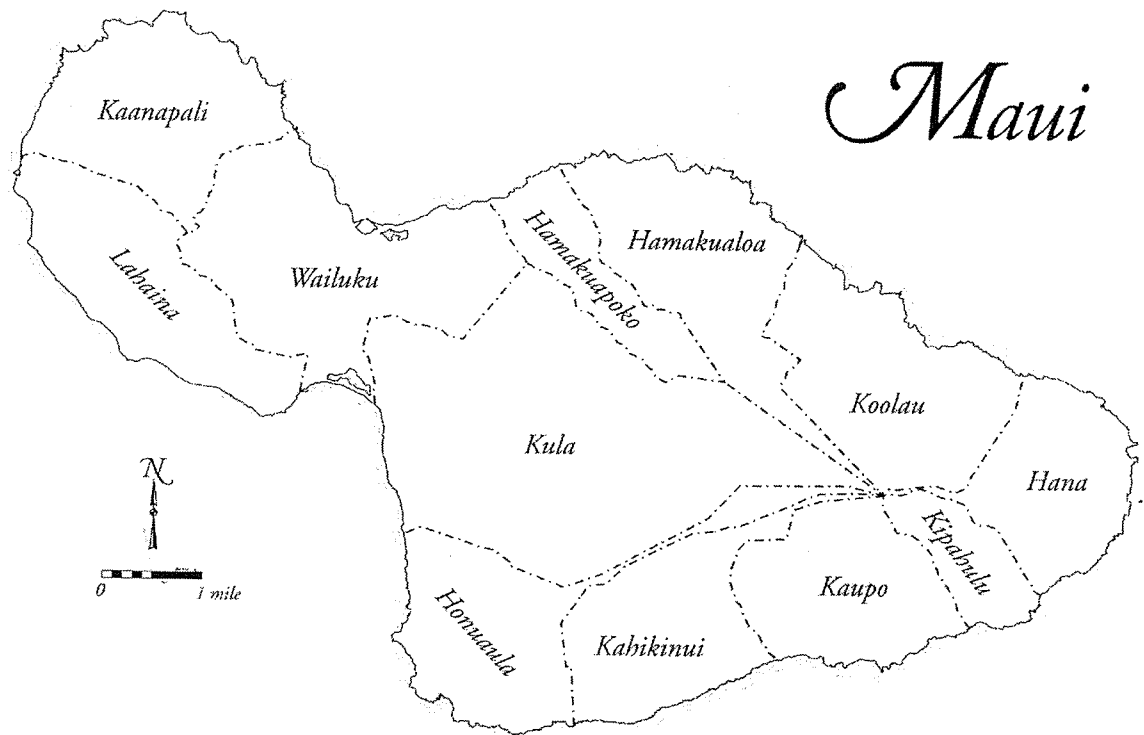 Maui
Kaanapali
Lahaina
Wailuku
Hamakuapoko
Hamakualoa
Koolau
Kula
Hana
Kipahulu
Kaupo
Honuaula
Kahikinui
N
0 1 mile